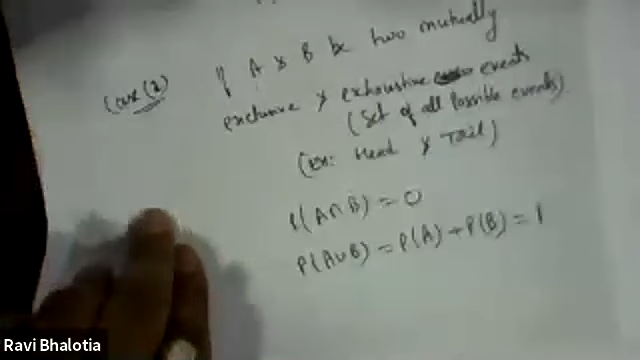 Case (2)
If A & B be two mutually
exclusive & exhaustive events
(Set of all Possible events)
(Ex: Head & Tail)
P(A∩B) = 0
P(A∪B) = P(A) + P(B) = 1
Ravi Bhalotia